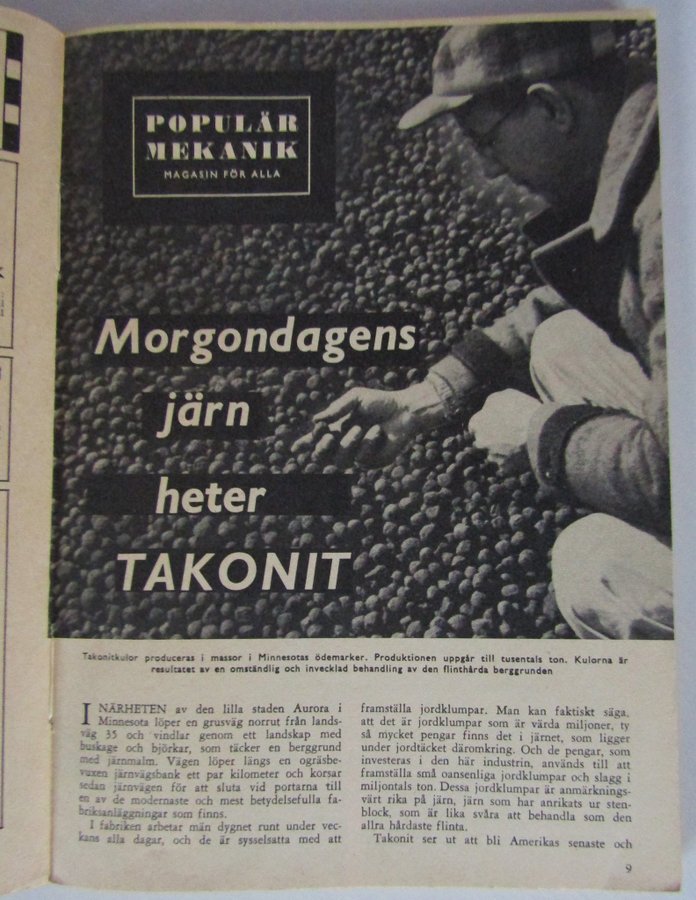 POPULÄR
MEKANIK
MAGASIN FÖR ALLA
Morgondagens
järn
heter
TAKONIT
Takonitkulor produceras i massor i Minnesotas ödemarker. Produktionen uppgår till tusentals ton. Kulorna är
resultatet av en omständlig och invecklad behandling av den flinthårda berggrunden
I NÄRHETEN av den lilla staden Aurora i
Minnesota löper en grusväg norrut från lands-
väg 35 och vindlar genom ett landskap med
buskage och björkar, som täcker en berggrund
med järnmalm. Vägen löper längs en ogräsbe-
vuxen järnvägsbank ett par kilometer och korsar
sedan järnvägen för att sluta vid portarna till
en av de modernaste och mest betydelsefulla fa-
briksanläggningar som finns.
I fabriken arbetar män dygnet runt under vec-
kans alla dagar, och de är sysselsatta med att
framställa jordklumpar. Man kan faktiskt säga,
att det är jordklumpar som är värda miljoner, ty
så mycket pengar finns det i järnet, som ligger
under jordtäcket däromkring. Och de pengar, som
investeras i den här industrin, används till att
framställa små oansenliga jordklumpar och slagg i
miljontals ton. Dessa jordklumpar är anmärknings-
värt rika på järn, järn som har anrikats ur sten-
block, som är lika svåra att behandla som den
allra hårdaste flinta.
Takonit ser ut att bli Amerikas senaste och
9